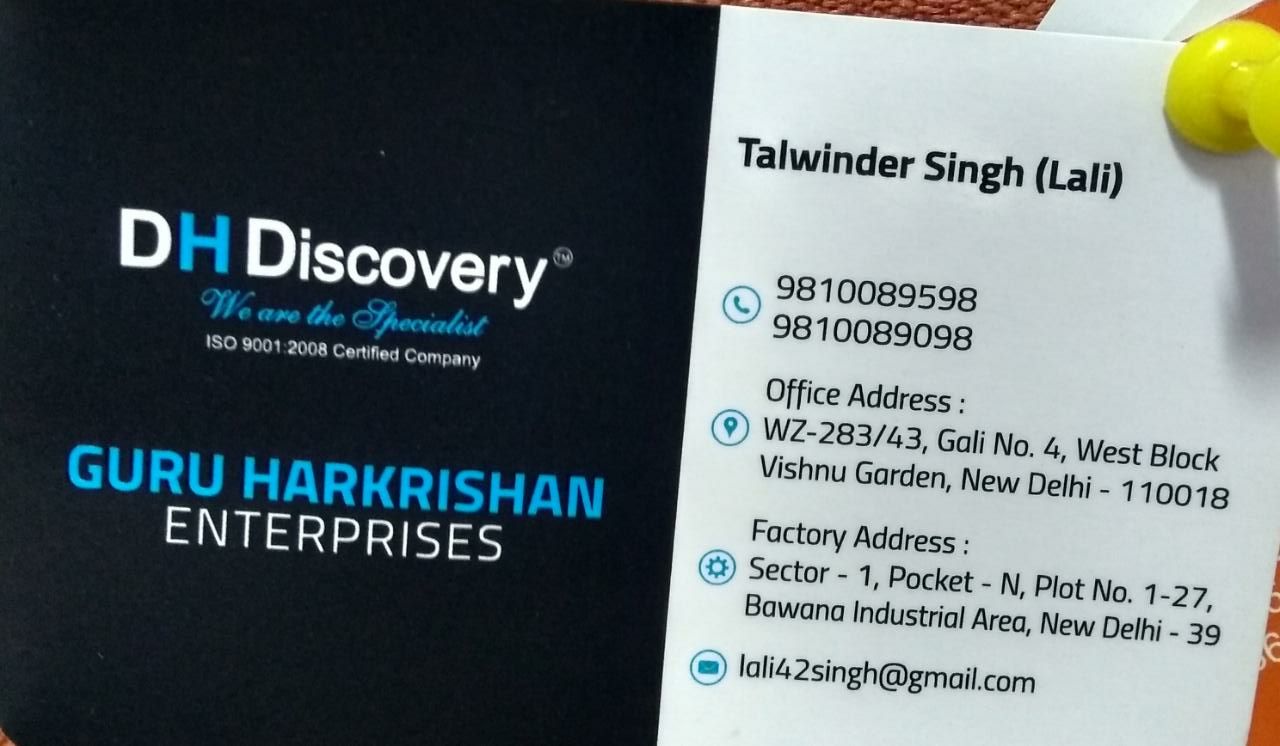 DH Discovery™
We are the Specialist
ISO 9001:2008 Certified Company
GURU HARKRISHAN
ENTERPRISES
Talwinder Singh (Lali)
9810089598
9810089098
Office Address :
WZ-283/43, Gali No. 4, West Block
Vishnu Garden, New Delhi - 110018
Factory Address :
Sector - 1, Pocket - N, Plot No. 1-27,
Bawana Industrial Area, New Delhi - 39
lali42singh@gmail.com